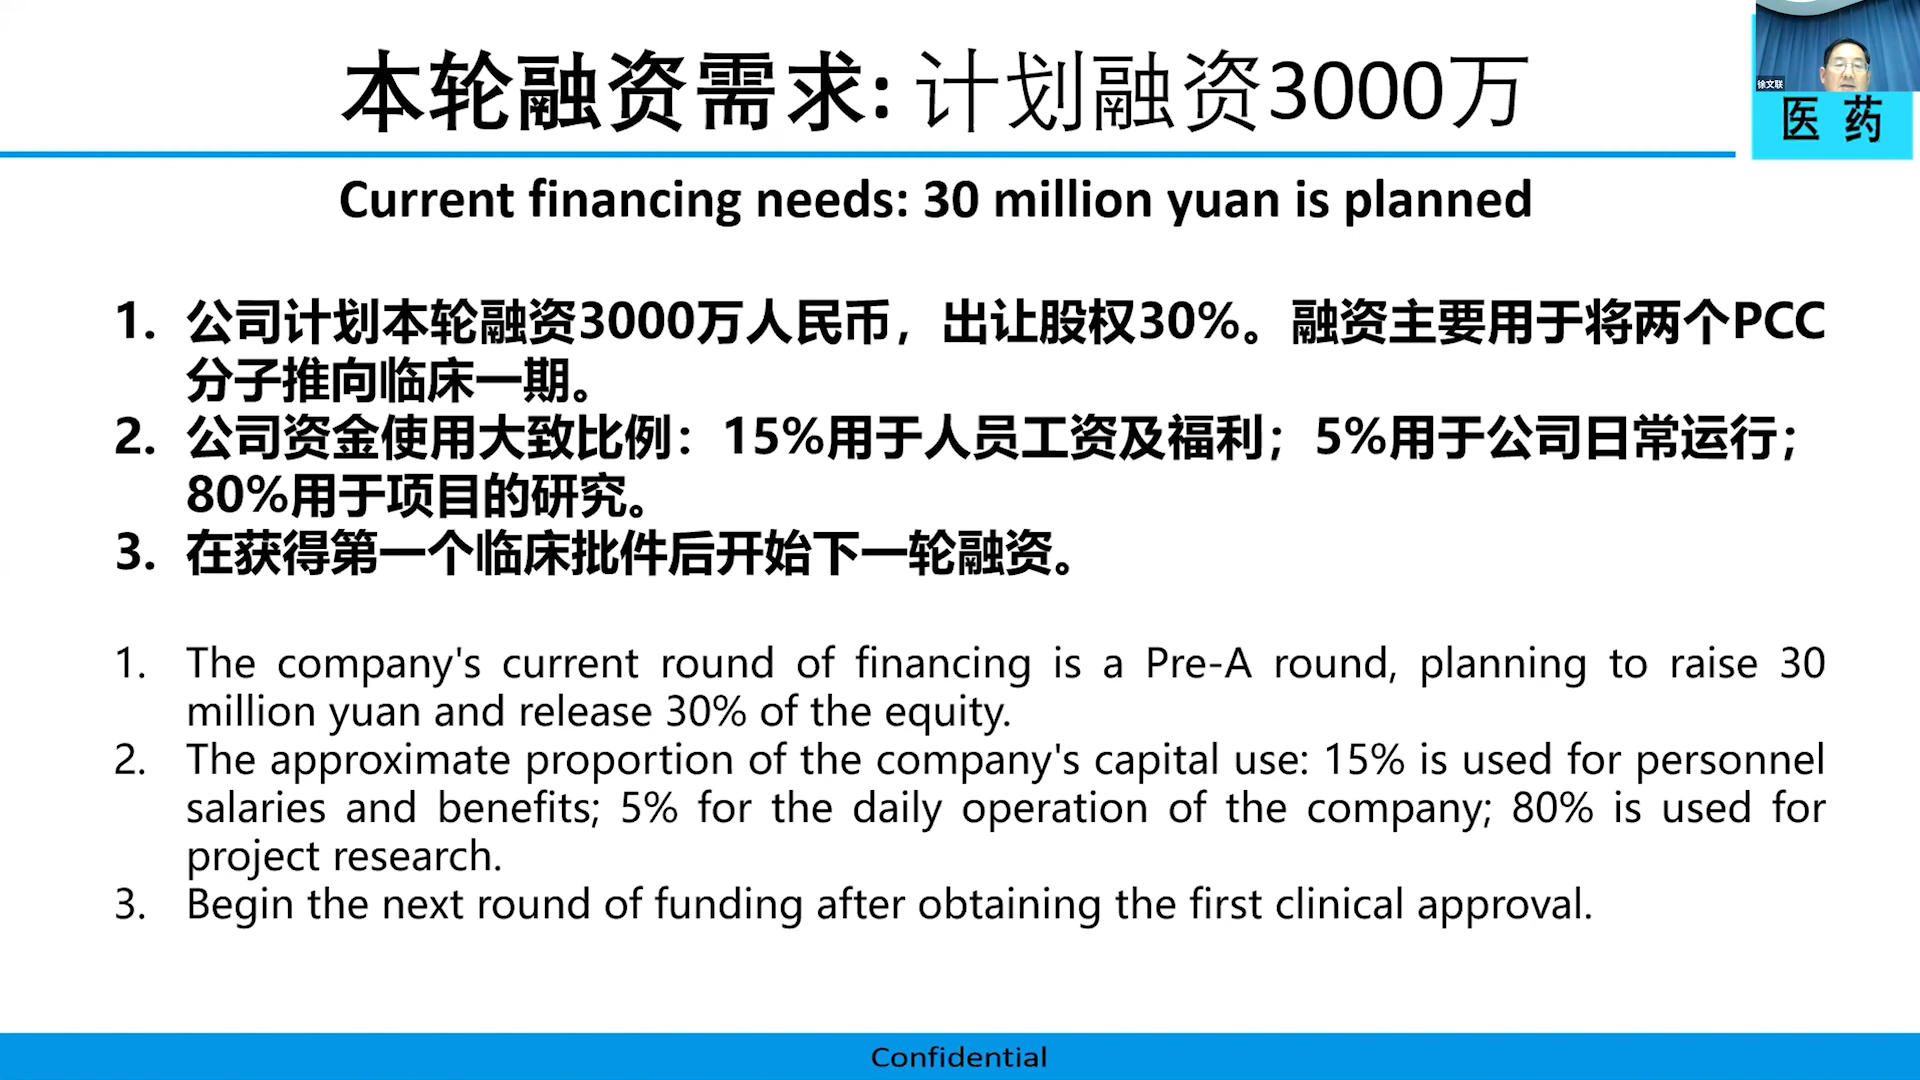 本轮融资需求: 计划融资3000万
徐文联
医 药
Current financing needs: 30 million yuan is planned
1. 公司计划本轮融资3000万人民币，出让股权30%。融资主要用于将两个PCC
分子推向临床一期。
2. 公司资金使用大致比例：15%用于人员工资及福利；5%用于公司日常运行；
80%用于项目的研究。
3. 在获得第一个临床批件后开始下一轮融资。
1. The company's current round of financing is a Pre-A round, planning to raise 30
million yuan and release 30% of the equity.
2. The approximate proportion of the company's capital use: 15% is used for personnel
salaries and benefits; 5% for the daily operation of the company; 80% is used for
project research.
3. Begin the next round of funding after obtaining the first clinical approval.
Confidential